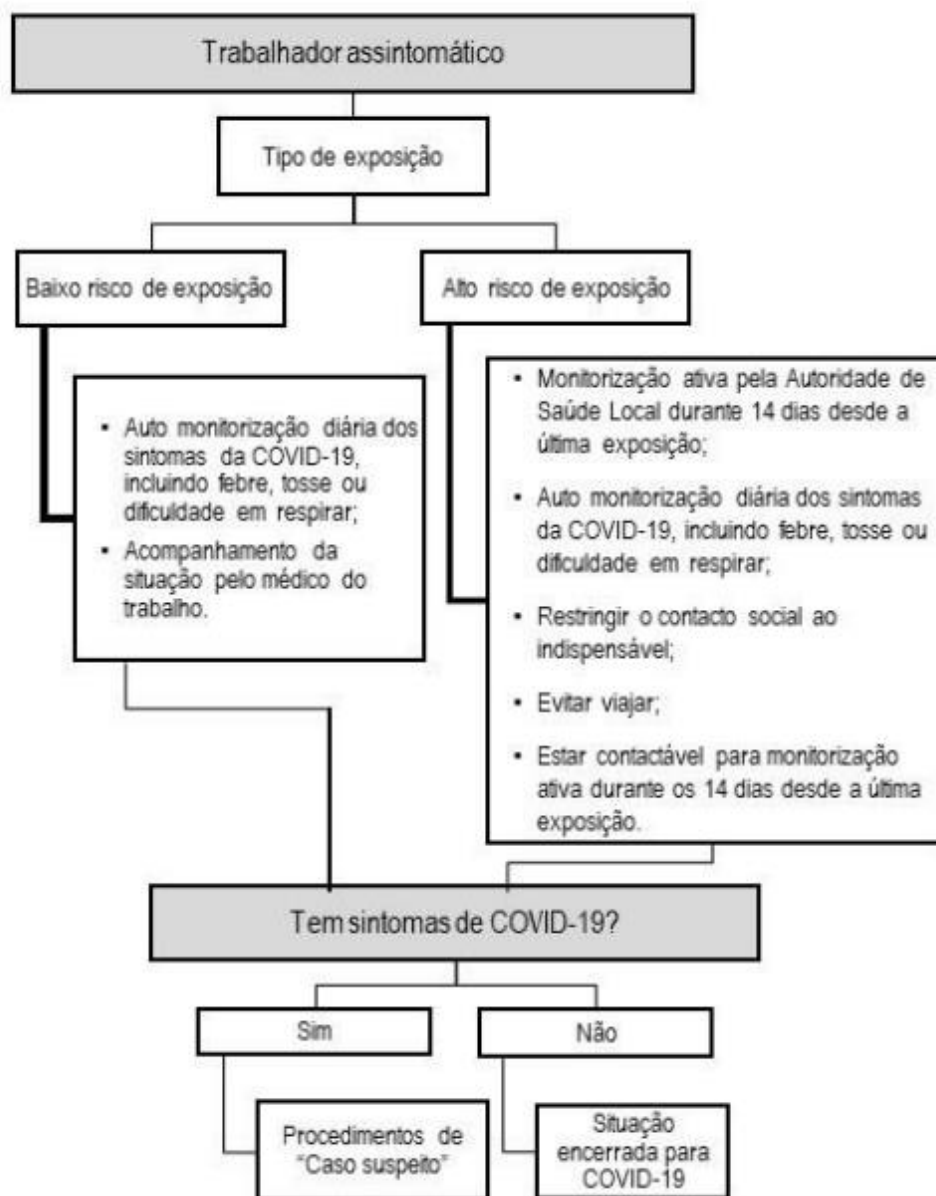 Trabalhador assintomático
Tipo de exposição
Baixo risco de exposição
Alto risco de exposição
• Auto monitorização diária dos
sintomas da COVID-19,
incluindo febre, tosse ou
dificuldade em respirar;
• Acompanhamento da
situação pelo médico do
trabalho.
• Monitorização ativa pela Autoridade de
Saúde Local durante 14 dias desde a
última exposição;
• Auto monitorização diária dos sintomas
da COVID-19, incluindo febre, tosse ou
dificuldade em respirar;
• Restringir o contacto social ao
indispensável;
• Evitar viajar;
• Estar contactável para monitorização
ativa durante os 14 dias desde a última
exposição.
Tem sintomas de COVID-19?
Sim
Não
Procedimentos de
“Caso suspeito”
Situação
encerrada para
COVID-19